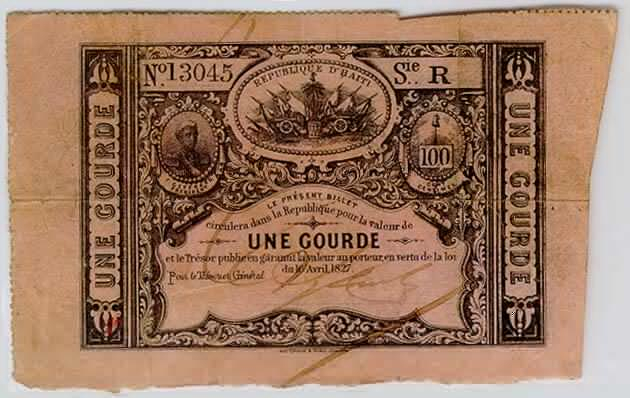 No. 13045
REPUBLIQUE D'HAITI
Sie. R
UNE GOURDE
UNE GOURDE
100
LE PRÉSENT BILLET
circulera dans la République pour la valeur de
UNE GOURDE
et le Trésor public en garantit la valeur au porteur, en vertu de la loi
du 16 Avril, 1827.
Pour le Trésorier Général